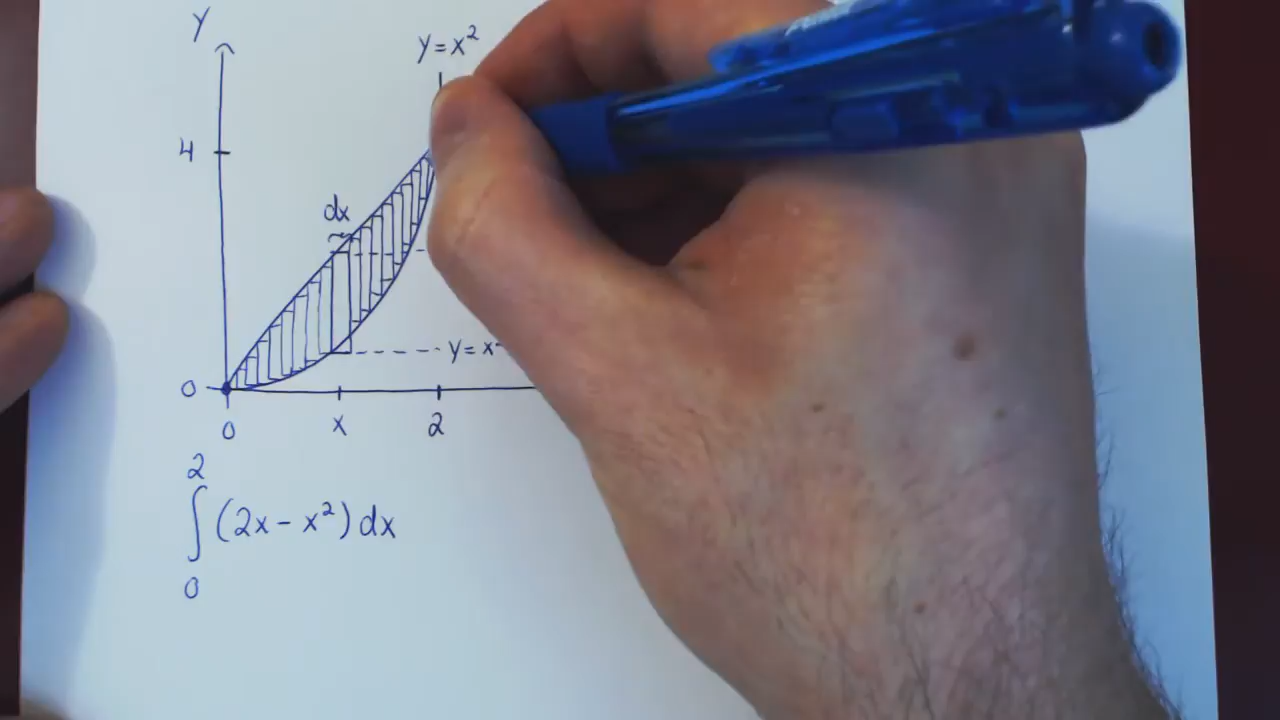 Y
y=x²
4
dx
y=x
0
0 x 2
2
∫(2x-x²)dx
0